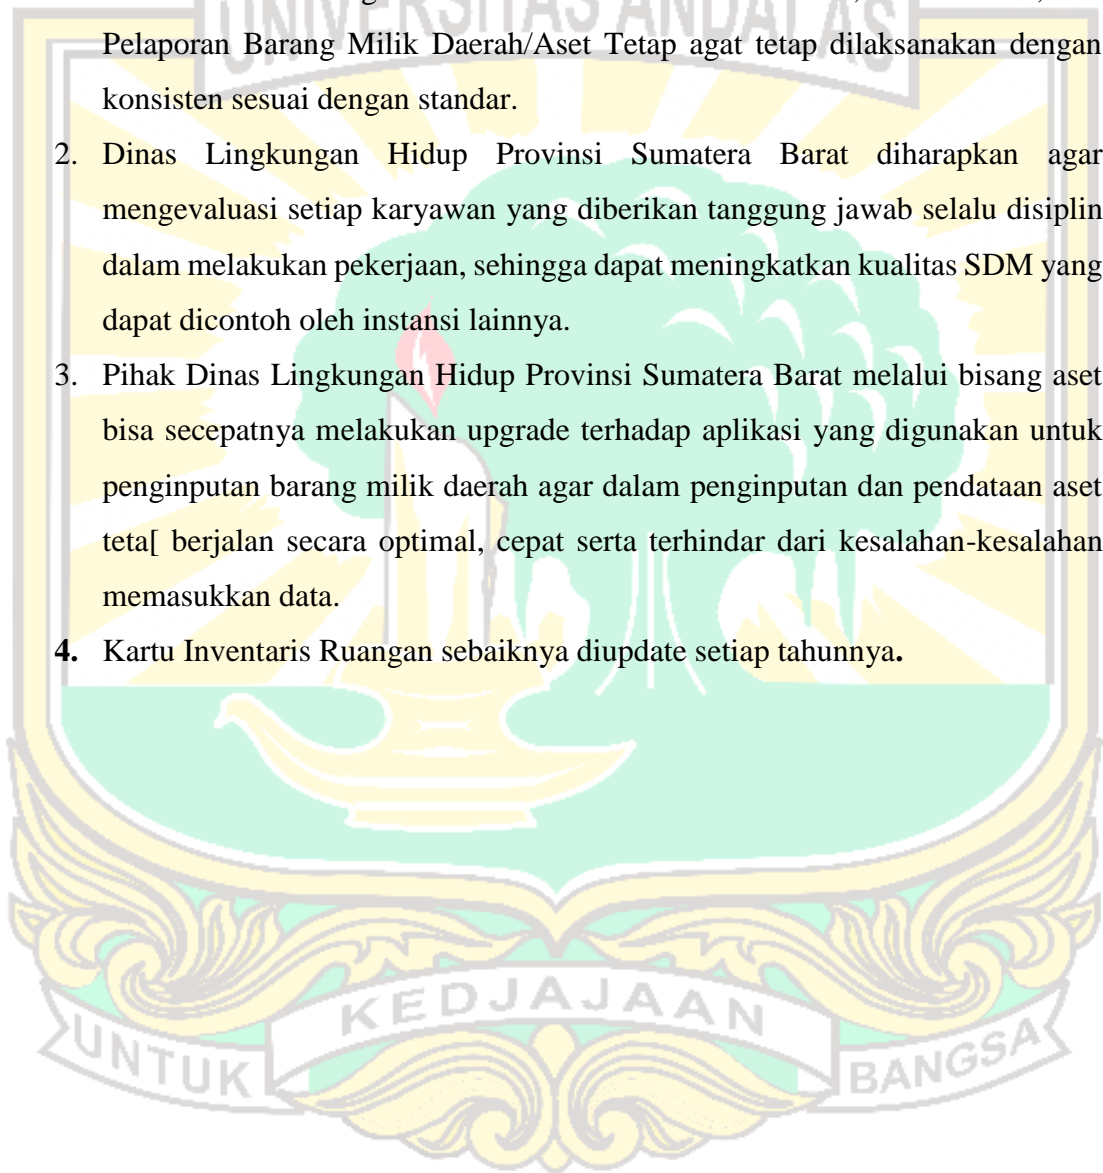 UNIVERSITAS ANDALAS
Pelaporan Barang Milik Daerah/Aset Tetap agat tetap dilaksanakan dengan
konsisten sesuai dengan standar.
2. Dinas Lingkungan Hidup Provinsi Sumatera Barat diharapkan agar
mengevaluasi setiap karyawan yang diberikan tanggung jawab selalu disiplin
dalam melakukan pekerjaan, sehingga dapat meningkatkan kualitas SDM yang
dapat dicontoh oleh instansi lainnya.
3. Pihak Dinas Lingkungan Hidup Provinsi Sumatera Barat melalui bisang aset
bisa secepatnya melakukan upgrade terhadap aplikasi yang digunakan untuk
penginputan barang milik daerah agar dalam penginputan dan pendataan aset
teta[ berjalan secara optimal, cepat serta terhindar dari kesalahan-kesalahan
memasukkan data.
4. Kartu Inventaris Ruangan sebaiknya diupdate setiap tahunnya.
UNTUK KEDJAJAAN BANGSA